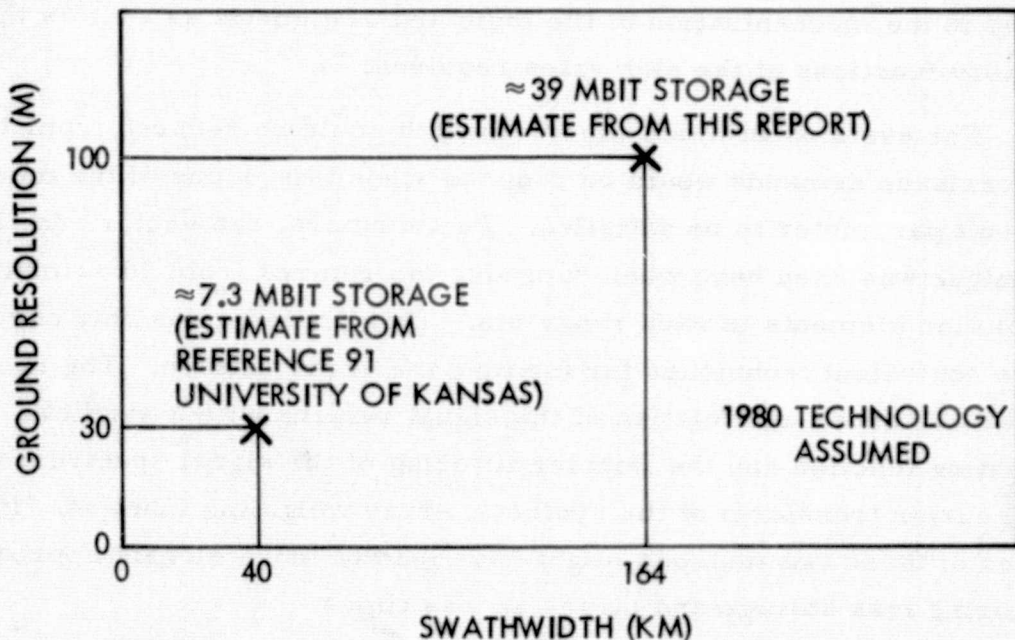 GROUND RESOLUTION (M)
≈39 MBIT STORAGE
(ESTIMATE FROM THIS REPORT)
100
≈7.3 MBIT STORAGE
(ESTIMATE FROM
REFERENCE 91
UNIVERSITY OF KANSAS)
30
1980 TECHNOLOGY
ASSUMED
0
0
40
164
SWATHWIDTH (KM)